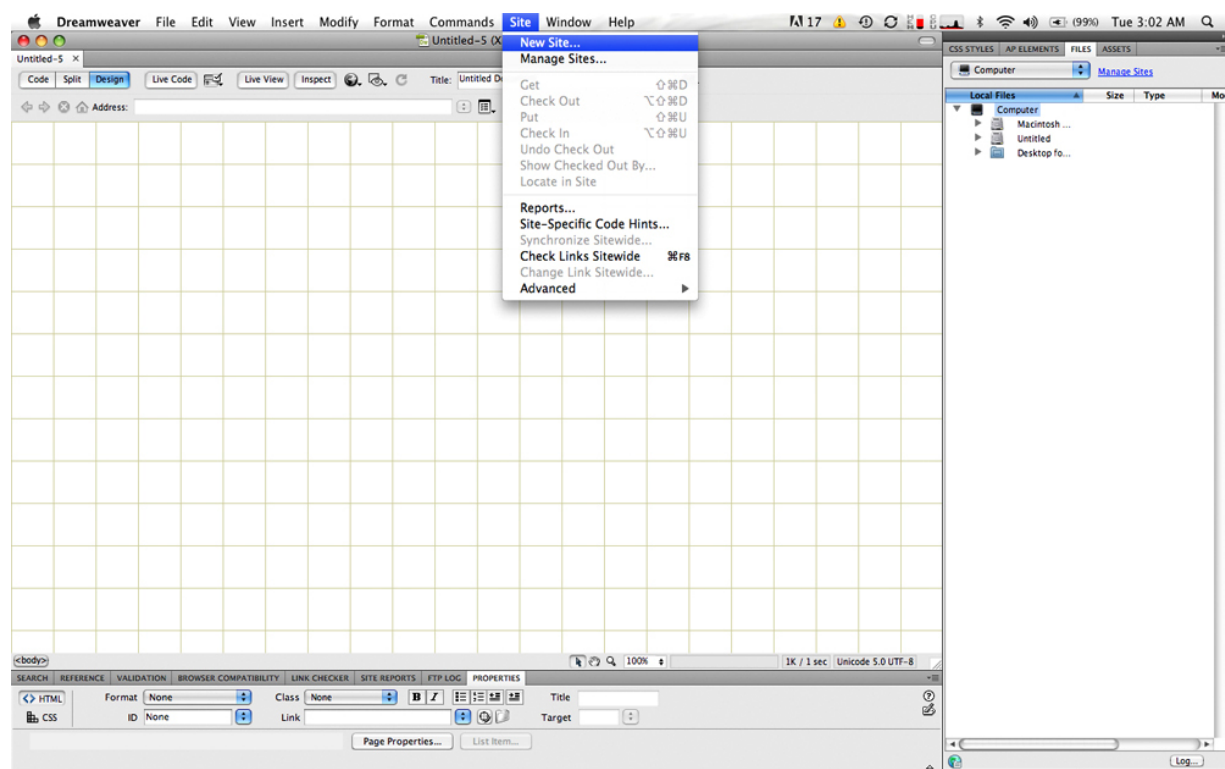 Dreamweaver File Edit View Insert Modify Format Commands Site Window Help 17 (99%) Tue 3:02 AM
Untitled-5 (X
Untitled-5 ×
Code Split Design Live Code Live View Inspect Title: Untitled Do
Address:
New Site...
Manage Sites...
Get ⇧⌘D
Check Out ⌥⇧⌘D
Put ⇧⌘U
Check In ⌥⇧⌘U
Undo Check Out
Show Checked Out By...
Locate in Site
Reports...
Site-Specific Code Hints...
Synchronize Sitewide...
Check Links Sitewide ⌘F8
Change Link Sitewide...
Advanced
CSS STYLES AP ELEMENTS FILES ASSETS
Computer Manage Sites
Local Files Size Type Mo
Computer
Macintosh ...
Untitled
Desktop fo...
<body> 100% 1K / 1 sec Unicode 5.0 UTF-8
SEARCH REFERENCE VALIDATION BROWSER COMPATIBILITY LINK CHECKER SITE REPORTS FTP LOG PROPERTIES
<> HTML Format None Class None B I Title
CSS ID None Link Target
Page Properties... List Item...
Log...